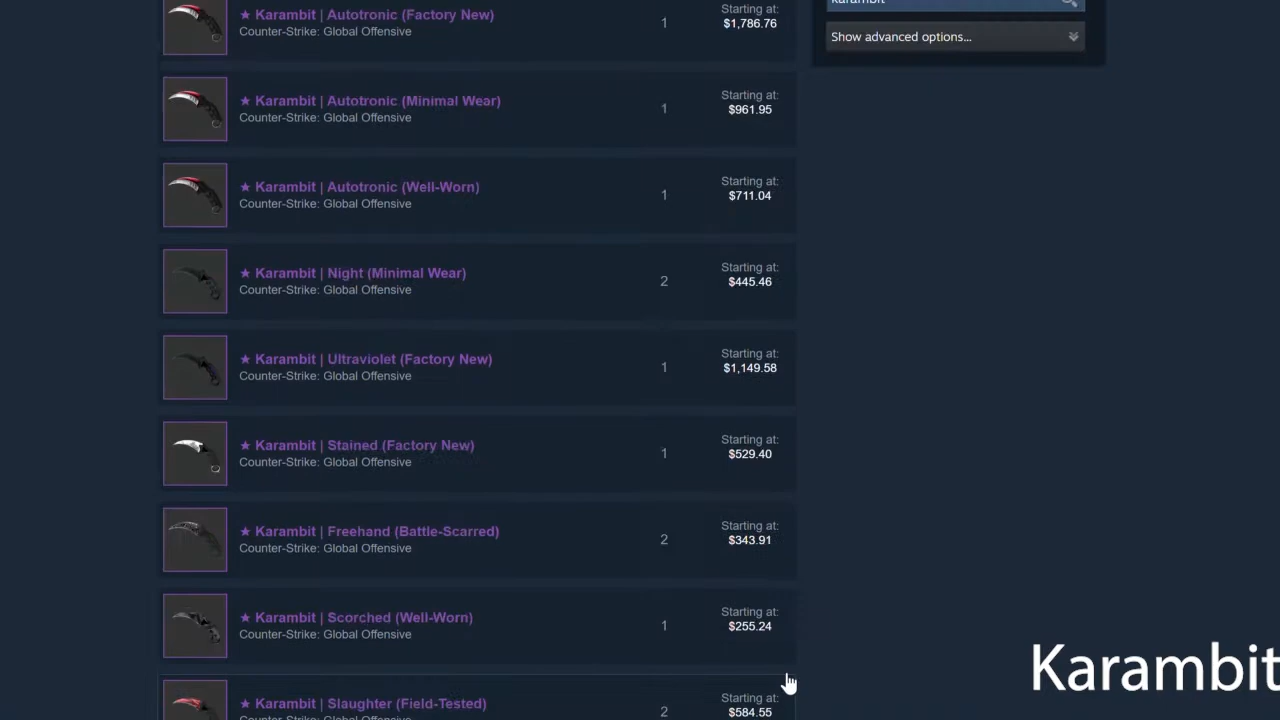 ★ Karambit | Autotronic (Factory New)
Counter-Strike: Global Offensive
1
Starting at:
$1,786.76
karambit
Show advanced options...
★ Karambit | Autotronic (Minimal Wear)
Counter-Strike: Global Offensive
1
Starting at:
$961.95
★ Karambit | Autotronic (Well-Worn)
Counter-Strike: Global Offensive
1
Starting at:
$711.04
★ Karambit | Night (Minimal Wear)
Counter-Strike: Global Offensive
2
Starting at:
$445.46
★ Karambit | Ultraviolet (Factory New)
Counter-Strike: Global Offensive
1
Starting at:
$1,149.58
★ Karambit | Stained (Factory New)
Counter-Strike: Global Offensive
1
Starting at:
$529.40
★ Karambit | Freehand (Battle-Scarred)
Counter-Strike: Global Offensive
2
Starting at:
$343.91
★ Karambit | Scorched (Well-Worn)
Counter-Strike: Global Offensive
1
Starting at:
$255.24
★ Karambit | Slaughter (Field-Tested)
Counter-Strike: Global Offensive
2
Starting at:
$584.55
Karambit